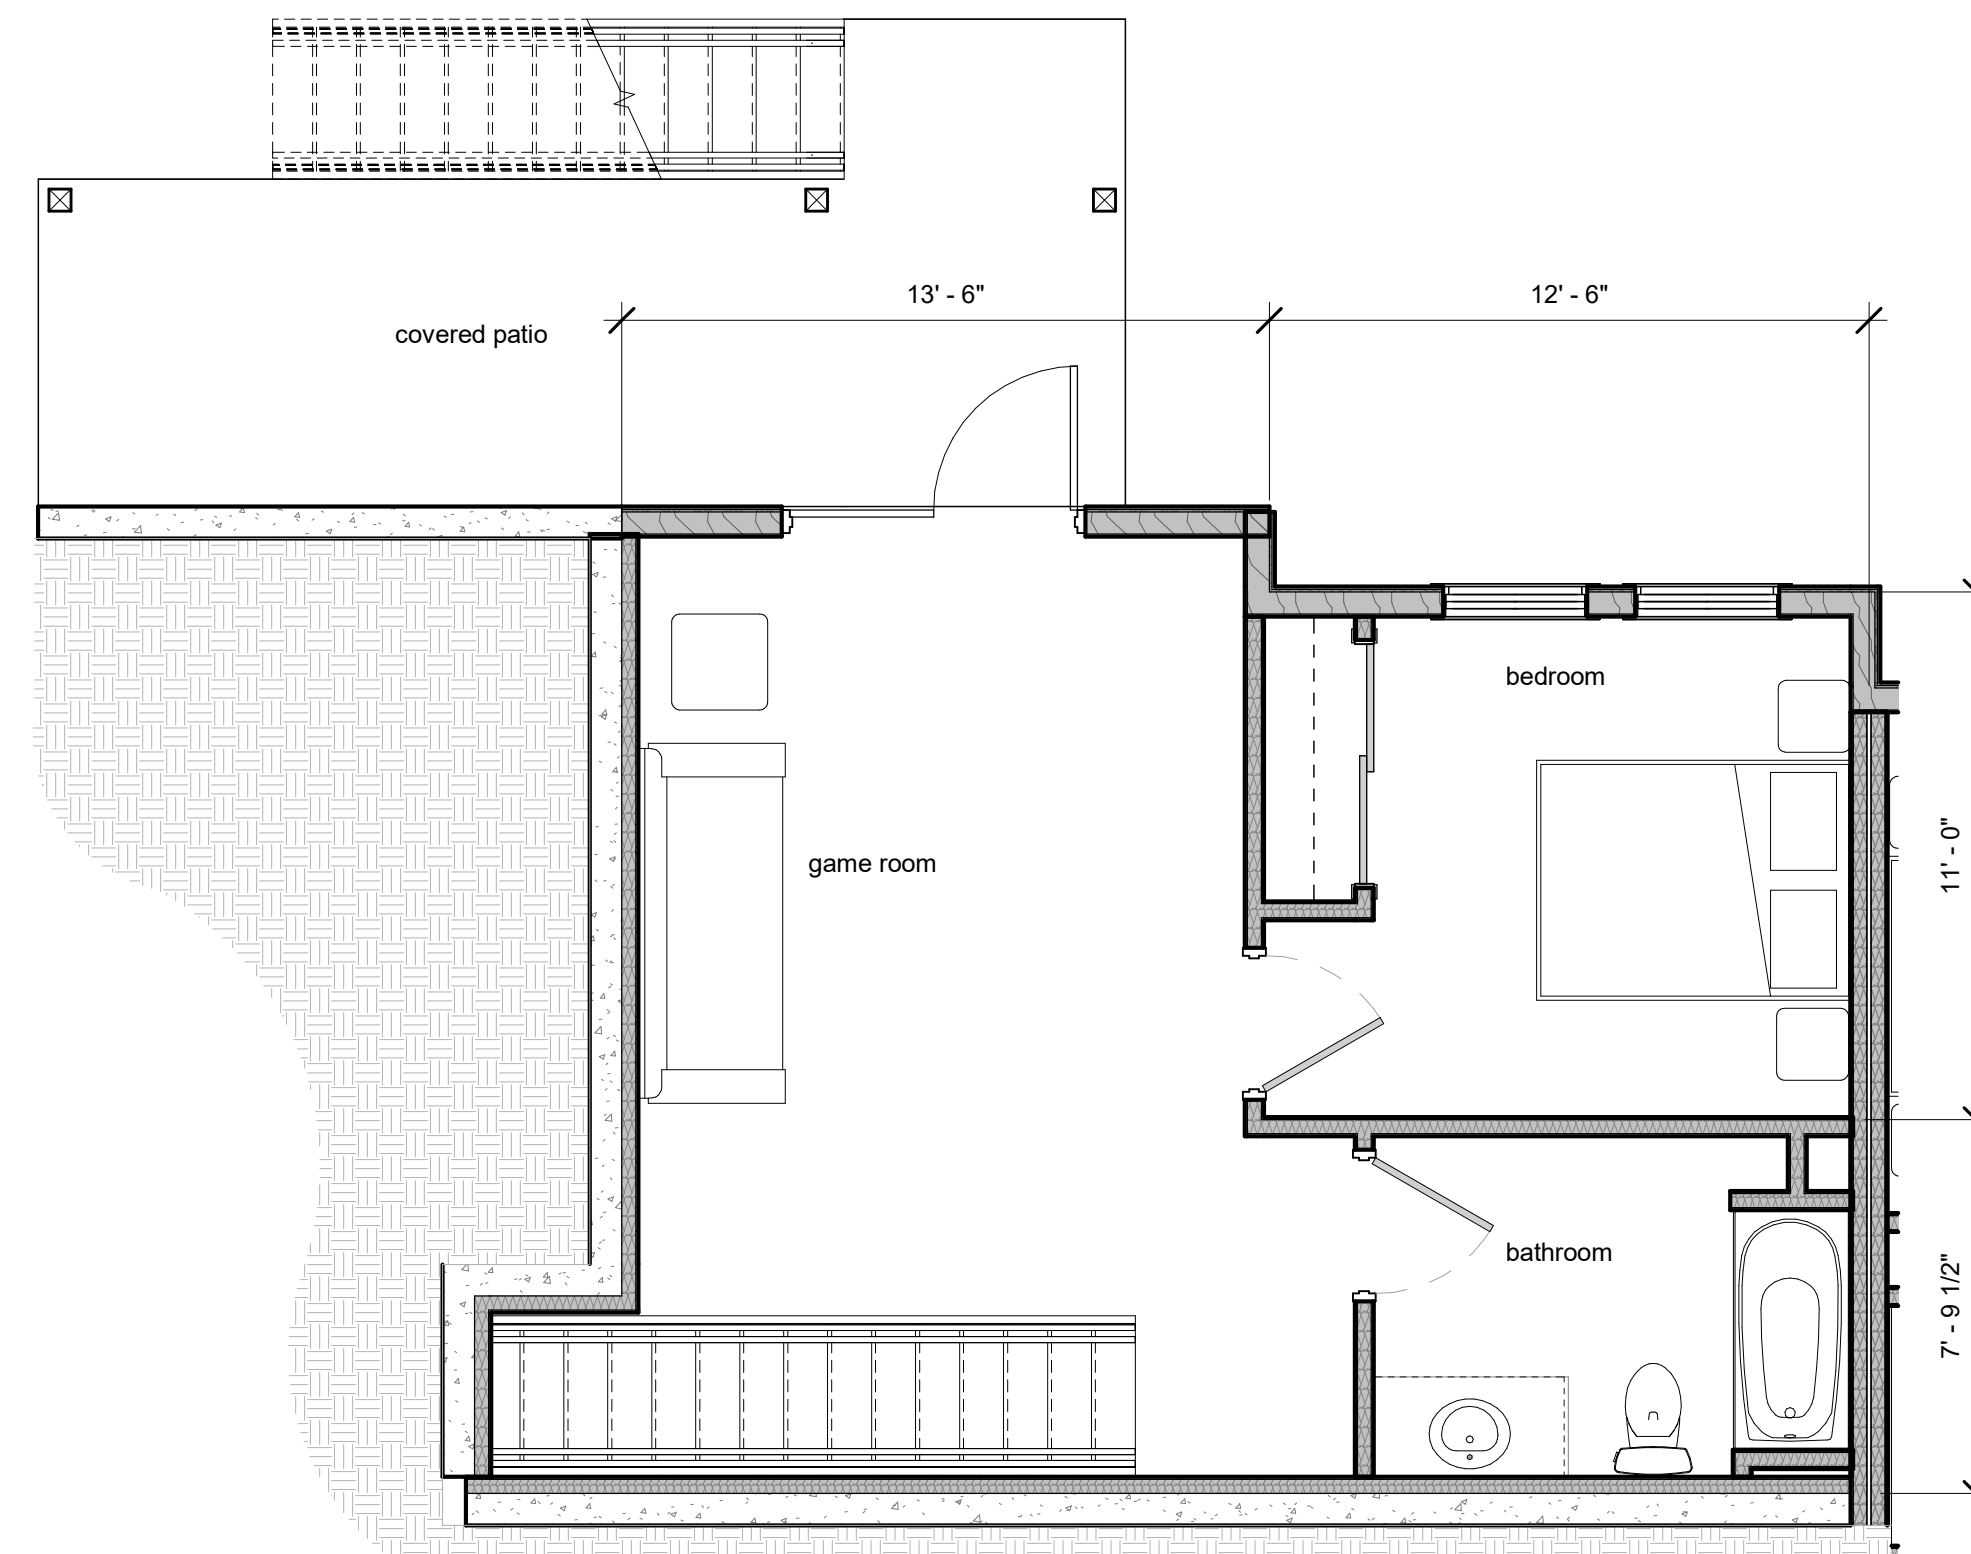 13' - 6"
12' - 6"
covered patio
bedroom
game room
11' - 0"
bathroom
7' - 9 1/2"